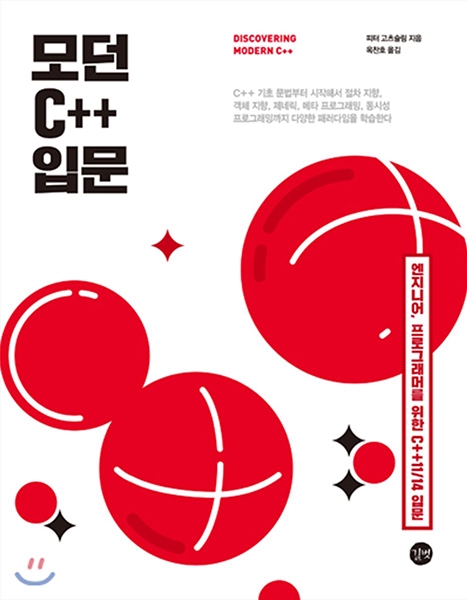 모던
C++
입문
DISCOVERING
MODERN C++
피터 고츠슐링 지음
옥찬호 옮김
C++ 기초 문법부터 시작해서 절차 지향,
객체 지향, 제네릭, 메타 프로그래밍, 동시성
프로그래밍까지 다양한 패러다임을 학습한다
엔지니어, 프로그래머를 위한 C++11/14 입문
길벗